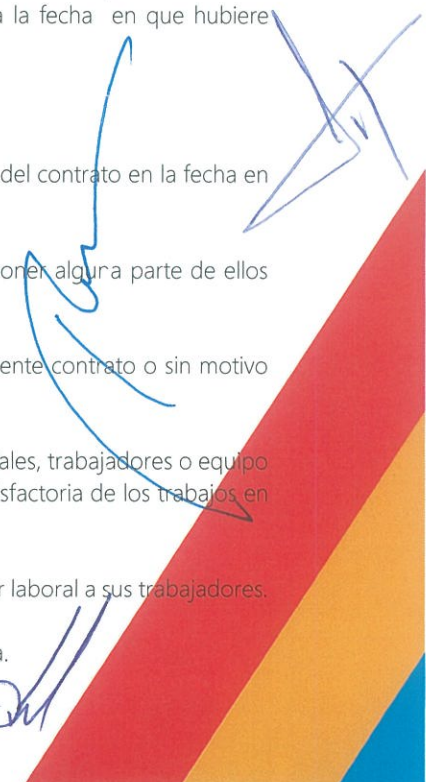 a la fecha en que hubiere
del contrato en la fecha en
oner alguna parte de ellos
ente contrato o sin motivo
ales, trabajadores o equipo
sfactoria de los trabajos en
r laboral a sus trabajadores.
a.